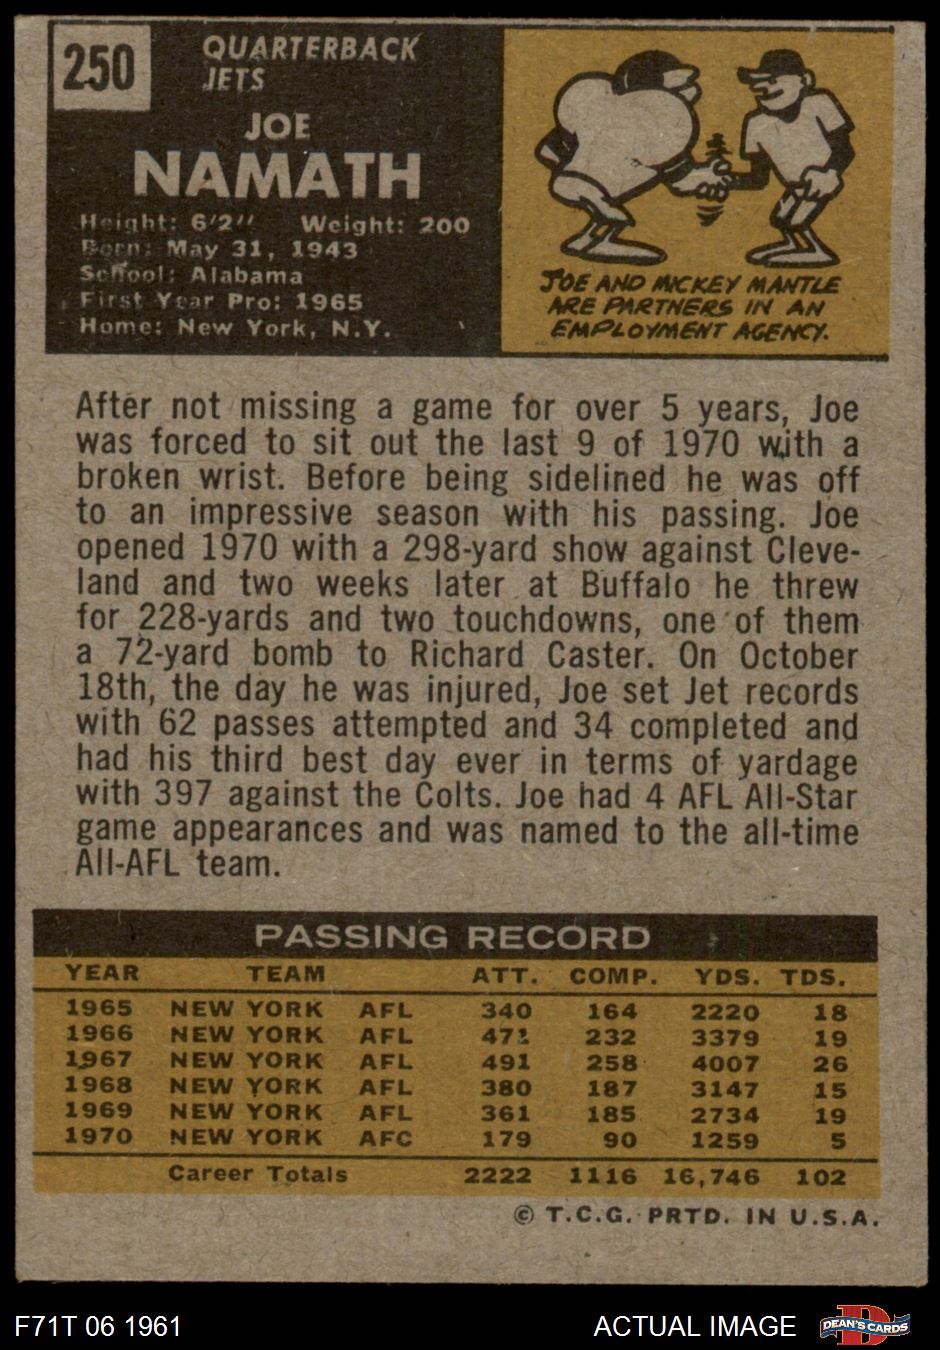 250
QUARTERBACK
JETS
JOE
NAMATH
Height: 6'2" Weight: 200
Born: May 31, 1943
School: Alabama
First Year Pro: 1965
Home: New York, N.Y.
JOE AND MICKEY MANTLE
ARE PARTNERS IN AN
EMPLOYMENT AGENCY.
After not missing a game for over 5 years, Joe
was forced to sit out the last 9 of 1970 with a
broken wrist. Before being sidelined he was off
to an impressive season with his passing. Joe
opened 1970 with a 298-yard show against Cleve-
land and two weeks later at Buffalo he threw
for 228-yards and two touchdowns, one of them
a 72-yard bomb to Richard Caster. On October
18th, the day he was injured, Joe set Jet records
with 62 passes attempted and 34 completed and
had his third best day ever in terms of yardage
with 397 against the Colts. Joe had 4 AFL All-Star
game appearances and was named to the all-time
All-AFL team.
PASSING RECORD
YEAR TEAM ATT. COMP. YDS. TDS.
1965 NEW YORK AFL 340 164 2220 18
1966 NEW YORK AFL 471 232 3379 19
1967 NEW YORK AFL 491 258 4007 26
1968 NEW YORK AFL 380 187 3147 15
1969 NEW YORK AFL 361 185 2734 19
1970 NEW YORK AFC 179 90 1259 5
Career Totals 2222 1116 16,746 102
© T.C.G. PRTD. IN U.S.A.
F71T 06 1961 ACTUAL IMAGE
D
DEAN'S CARDS